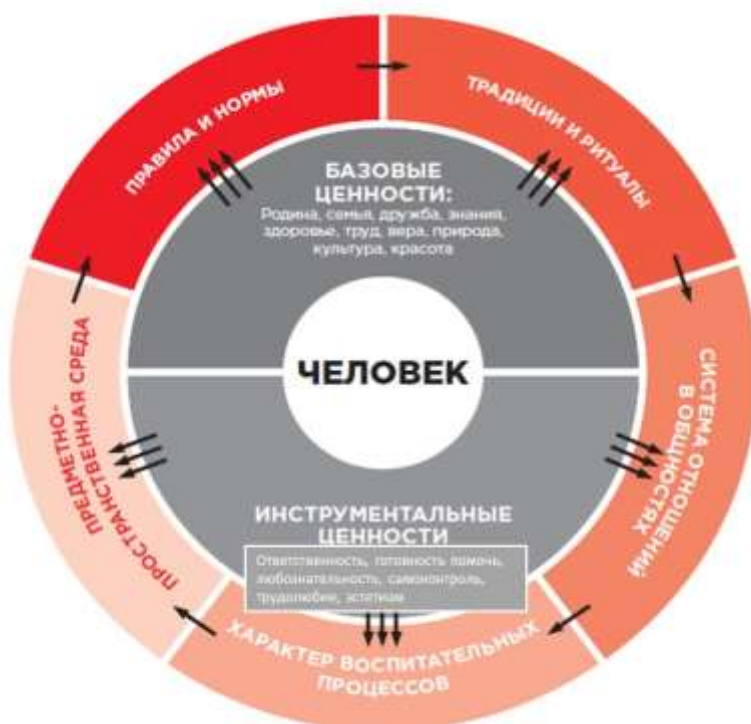 ПРАВИЛА И НОРМЫ
ТРАДИЦИИ И РИТУАЛЫ
БАЗОВЫЕ
ЦЕННОСТИ:
Родина, семья, дружба, знания,
здоровье, труд, вера, природа,
культура, красота
ЧЕЛОВЕК
ПРЕДМЕТНО-
ПРОСТРАНСТВЕННАЯ СРЕДА
СИСТЕМА ОТНОШЕНИЙ
В ОБЩНОСТЯХ
ИНСТРУМЕНТАЛЬНЫЕ
ЦЕННОСТИ
Ответственность, готовность помочь,
любознательность, самоконтроль,
трудолюбие, эстетизм
ХАРАКТЕР ВОСПИТАТЕЛЬНЫХ
ПРОЦЕССОВ